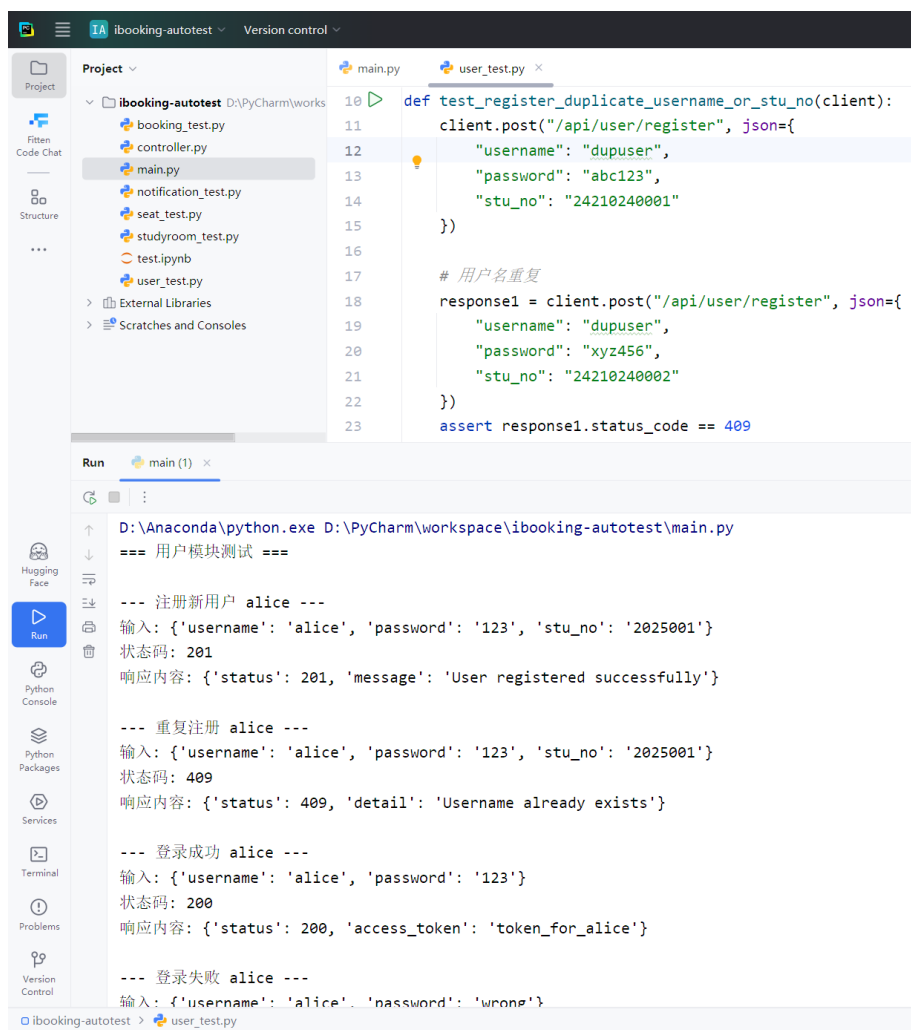 IA ibooking-autotest Version control
Project
Fitten
Code Chat
Structure
Project
ibooking-autotest D:\PyCharm\works
booking_test.py
controller.py
main.py
notification_test.py
seat_test.py
studyroom_test.py
test.ipynb
user_test.py
External Libraries
Scratches and Consoles
main.py user_test.py
10 def test_register_duplicate_username_or_stu_no(client):
11 client.post("/api/user/register", json={
12 "username": "dupuser",
13 "password": "abc123",
14 "stu_no": "24210240001"
15 })
16
17 # 用户名重复
18 response1 = client.post("/api/user/register", json={
19 "username": "dupuser",
20 "password": "xyz456",
21 "stu_no": "24210240002"
22 })
23 assert response1.status_code == 409
Run main (1)
Hugging
Face
Run
Python
Console
Python
Packages
Services
Terminal
Problems
Version
Control
D:\Anaconda\python.exe D:\PyCharm\workspace\ibooking-autotest\main.py
=== 用户模块测试 ===
--- 注册新用户 alice ---
输入: {'username': 'alice', 'password': '123', 'stu_no': '2025001'}
状态码: 201
响应内容: {'status': 201, 'message': 'User registered successfully'}
--- 重复注册 alice ---
输入: {'username': 'alice', 'password': '123', 'stu_no': '2025001'}
状态码: 409
响应内容: {'status': 409, 'detail': 'Username already exists'}
--- 登录成功 alice ---
输入: {'username': 'alice', 'password': '123'}
状态码: 200
响应内容: {'status': 200, 'access_token': 'token_for_alice'}
--- 登录失败 alice ---
输入: {'username': 'alice', 'password': 'wrong'}
ibooking-autotest > user_test.py